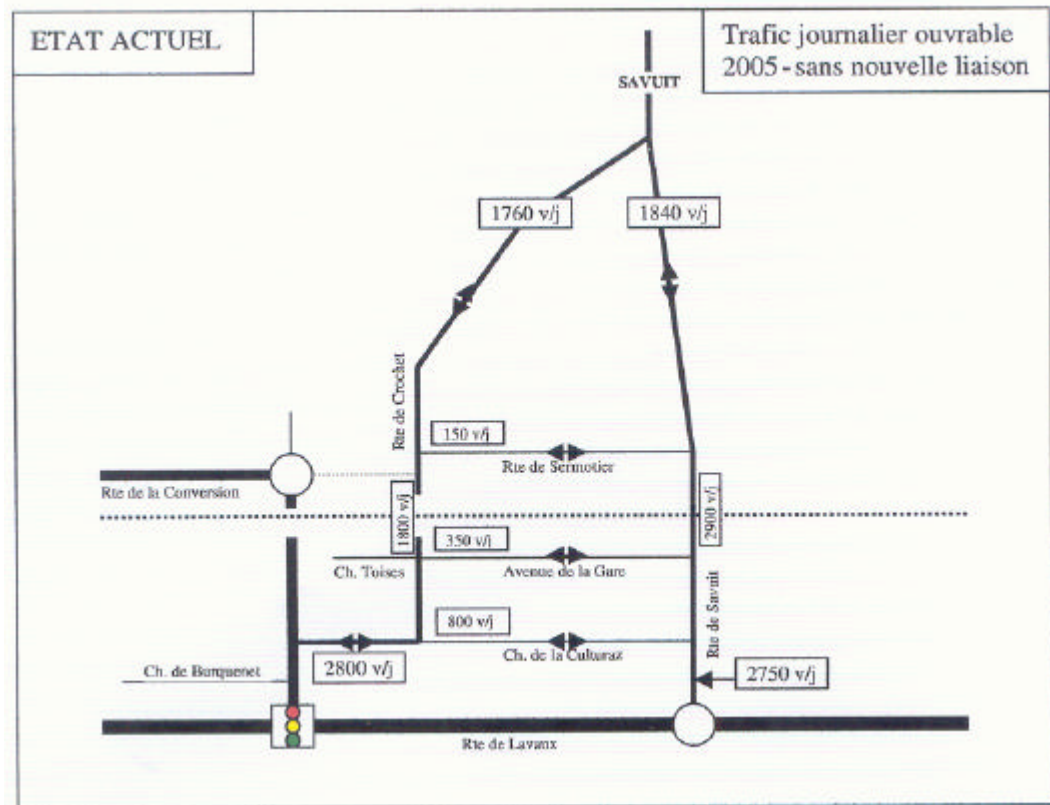 ETAT ACTUEL
Trafic journalier ouvrable
2005-sans nouvelle liaison
SAVUIT
1760 v/j
1840 v/j
Rte de Crochet
150 v/j
Rte de Sermotier
Rte de la Conversion
1800 v/j
2900 v/j
350 v/j
Ch. Toises
Avenue de la Gare
Rte de Savuit
800 v/j
Ch. de la Culturaz
Ch. de Burquenet
2800 v/j
2750 v/j
Rte de Lavaux